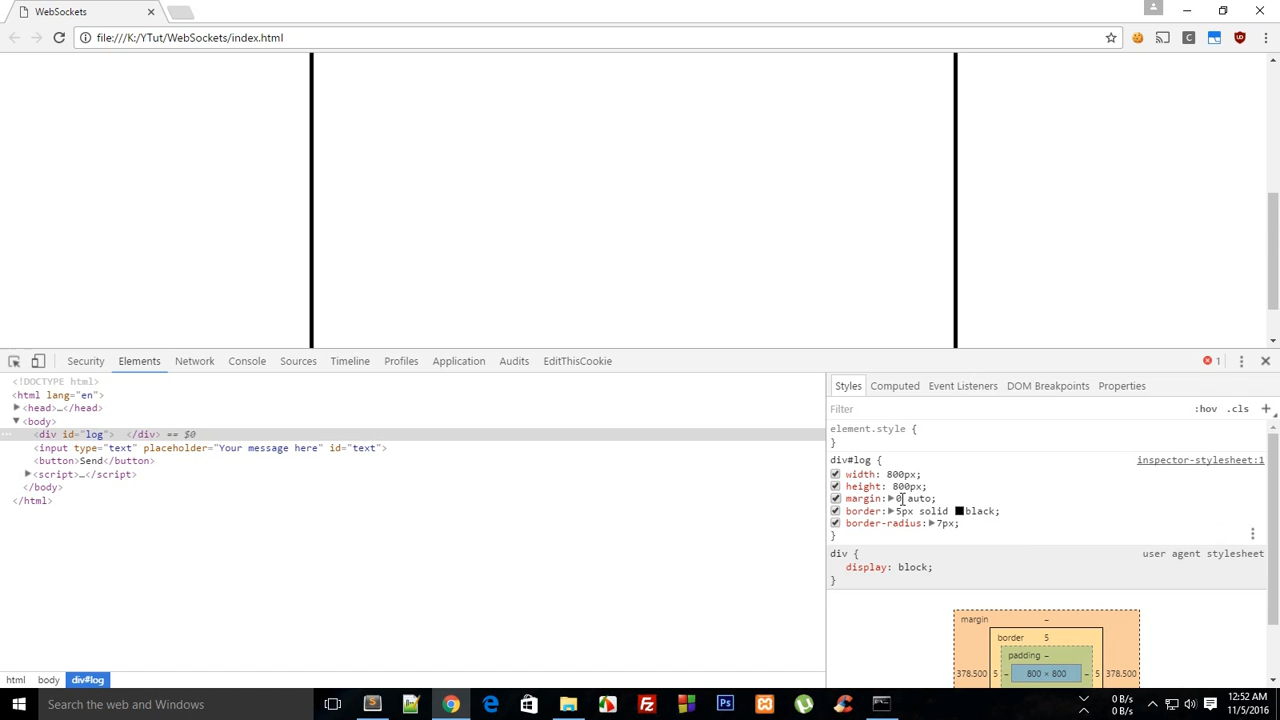 WebSockets
file:///K:/YTut/WebSockets/index.html
Security Elements Network Console Sources Timeline Profiles Application Audits EditThisCookie 1
<!DOCTYPE html>
<html lang="en">
<head>…</head>
<body>
<div id="log"> </div> == $0
<input type="text" placeholder="Your message here" id="text">
<button>Send</button>
<script>…</script>
</body>
</html>
html body div#log
Styles Computed Event Listeners DOM Breakpoints Properties
Filter :hov .cls
element.style {
}
div#log { inspector-stylesheet:1
width: 800px;
height: 800px;
margin: 0 auto;
border: 5px solid black;
border-radius: 7px;
}
div { user agent stylesheet
display: block;
}
margin –
border 5
padding –
378.500 5 – 800 × 800 – 5 378.500
Search the web and Windows
0 B/s
0 B/s
12:52 AM
11/5/2016